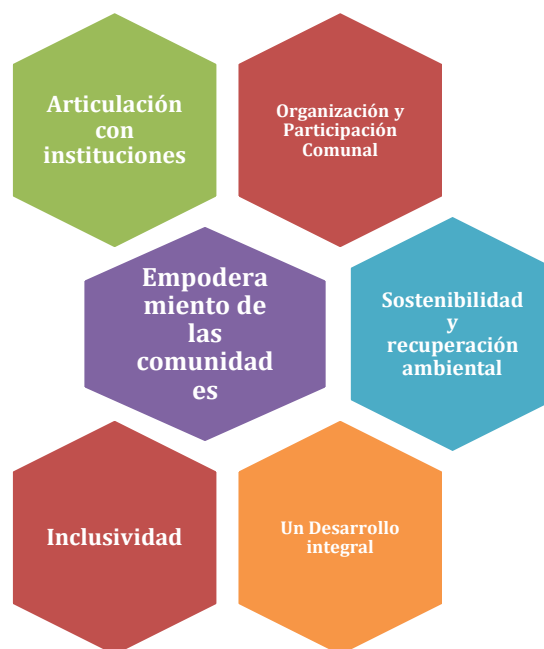 Articulación
con
instituciones
Organización y
Participación
Comunal
Empodera
miento de
las
comunidad
es
Sostenibilidad
y
recuperación
ambiental
Inclusividad
Un Desarrollo
integral